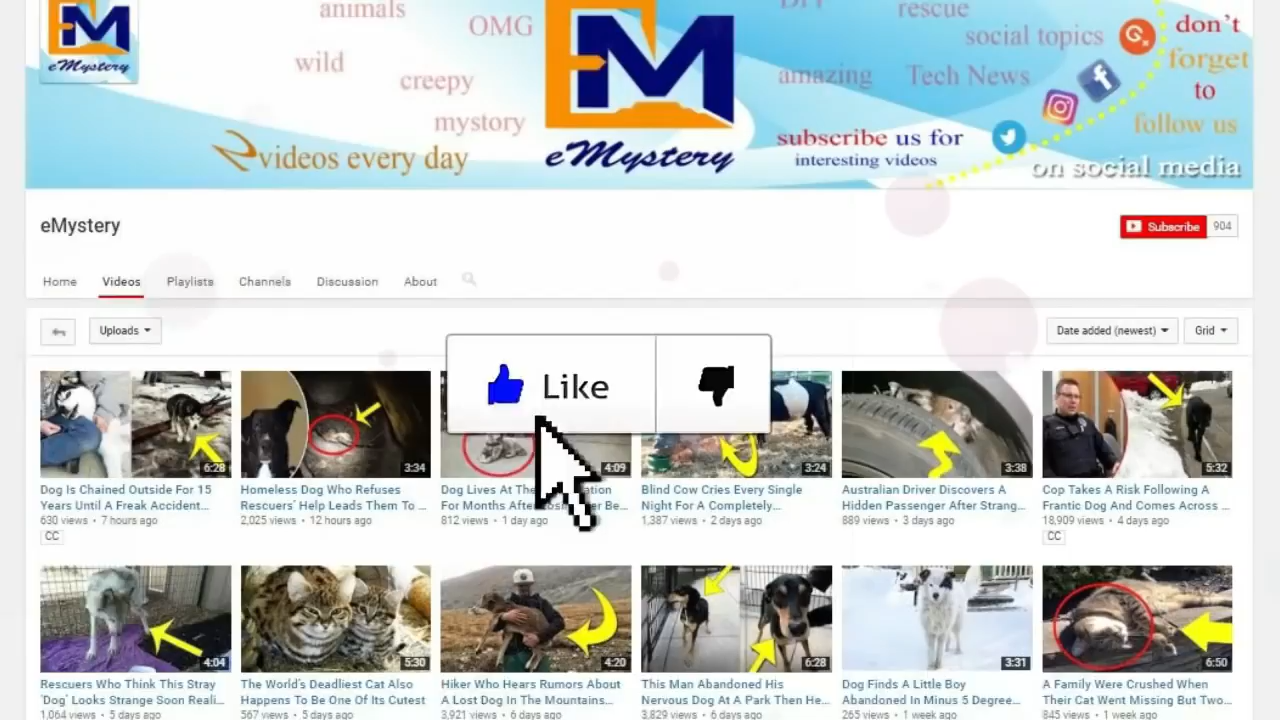 animals
OMG
wild
creepy
mystory
2videos every day
EM
eMystery
EM
eMystery
rescue
social topics
amazing
Tech News
subscribe us for
interesting videos
don't
forget
to
follow us
on social media
eMystery
Subscribe 904
Home Videos Playlists Channels Discussion About
Uploads
Date added (newest) Grid
Like
6:28
3:34
4:09
3:24
3:38
5:32
Dog Is Chained Outside For 15
Years Until A Freak Accident...
630 views • 7 hours ago
CC
Homeless Dog Who Refuses
Rescuers' Help Leads Them To ...
2,025 views • 12 hours ago
Dog Lives At The
For Months After Be...
812 views • 1 day ago
Blind Cow Cries Every Single
Night For A Completely...
1,387 views • 2 days ago
Australian Driver Discovers A
Hidden Passenger After Strang...
889 views • 3 days ago
Cop Takes A Risk Following A
Frantic Dog And Comes Across ...
18,909 views • 4 days ago
CC
4:04
5:30
4:20
6:28
3:31
6:50
Rescuers Who Think This Stray
'Dog' Looks Strange Soon Reali...
1,064 views • 5 days ago
The World's Deadliest Cat Also
Happens To Be One Of Its Cutest
567 views • 5 days ago
Hiker Who Hears Rumors About
A Lost Dog In The Mountains...
3,921 views • 6 days ago
This Man Abandoned His
Nervous Dog At A Park Then He...
3,829 views • 6 days ago
Dog Finds A Little Boy
Abandoned In Minus 5 Degree...
265 views • 1 week ago
A Family Were Crushed When
Their Cat Went Missing But Two...
845 views • 1 week ago